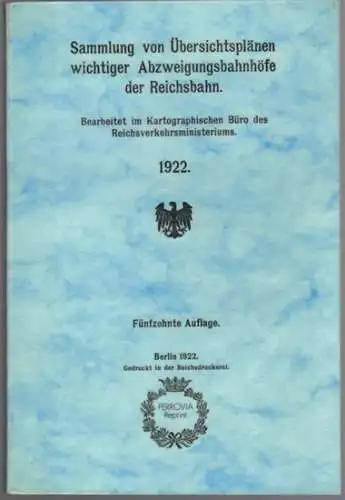 Sammlung von Übersichtsplänen
wichtiger Abzweigungsbahnhöfe
der Reichsbahn.
Bearbeitet im Kartographischen Büro des
Reichsverkehrsministeriums.
1922.
Fünfzehnte Auflage.
Berlin 1922.
Gedruckt in der Reichsdruckerei.
FERROVIA
Reprint